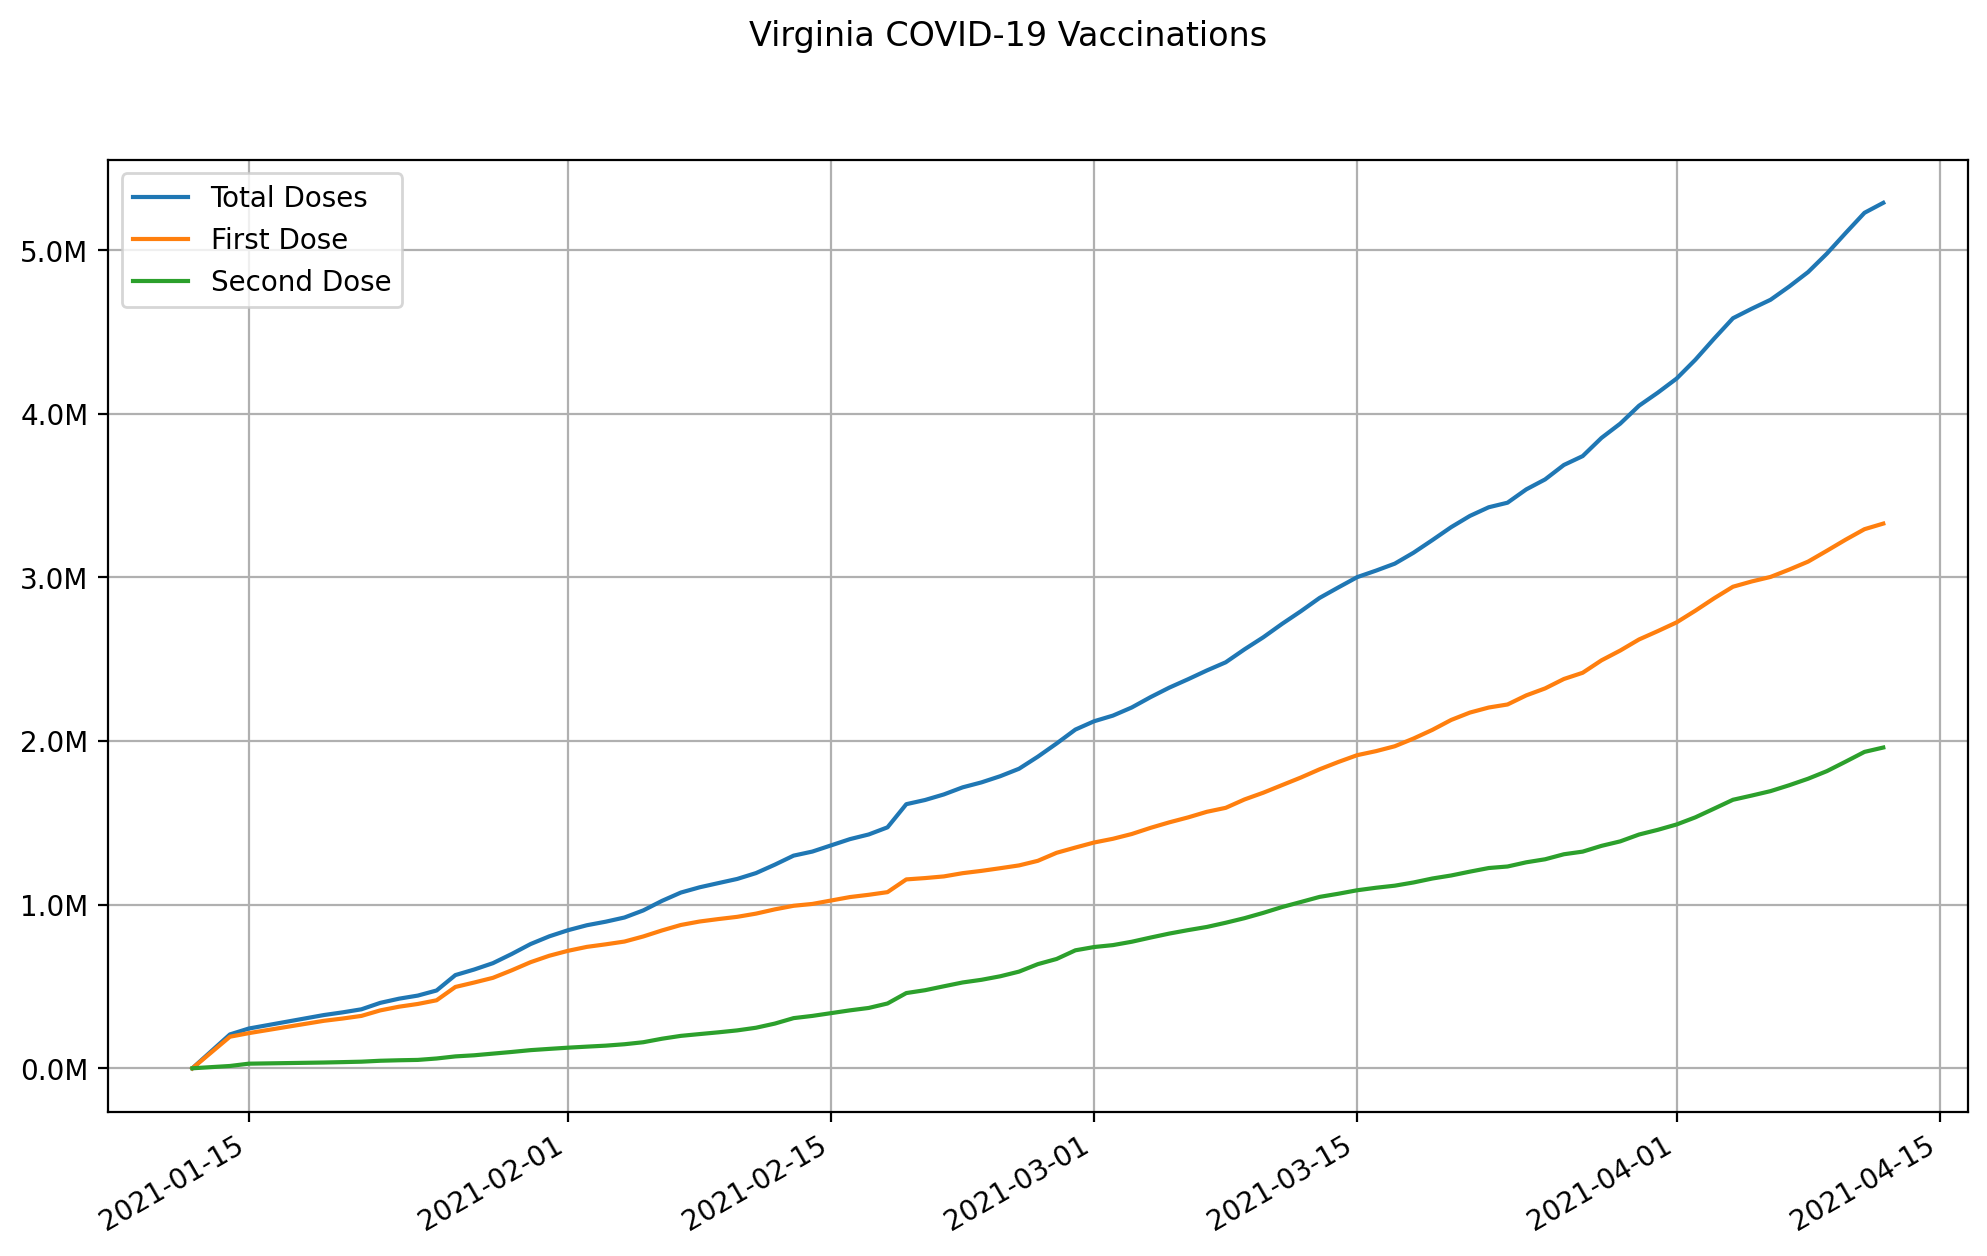 Virginia COVID-19 Vaccinations
Total Doses
First Dose
Second Dose
5.0M
4.0M
3.0M
2.0M
1.0M
0.0M
2021-01-15
2021-02-01
2021-02-15
2021-03-01
2021-03-15
2021-04-01
2021-04-15